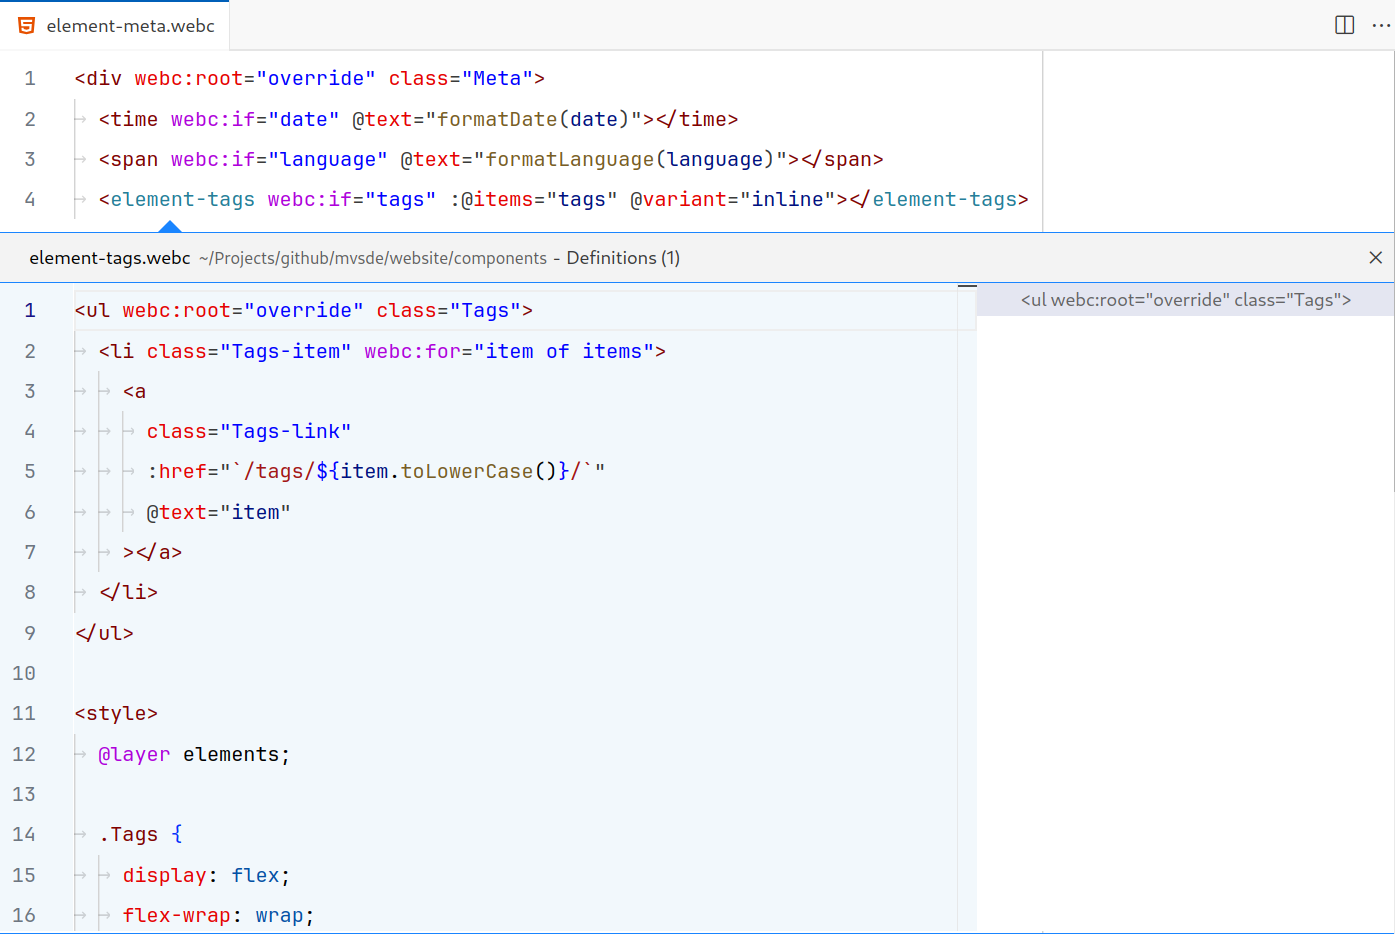 element-meta.webc
1 <div webc:root="override" class="Meta">
2 <time webc:if="date" @text="formatDate(date)"></time>
3 <span webc:if="language" @text="formatLanguage(language)"></span>
4 <element-tags webc:if="tags" :@items="tags" @variant="inline"></element-tags>
element-tags.webc ~/Projects/github/mvsde/website/components - Definitions (1)
1 <ul webc:root="override" class="Tags">
<ul webc:root="override" class="Tags">
2 <li class="Tags-item" webc:for="item of items">
3 <a
4 class="Tags-link"
5 :href="`/tags/${item.toLowerCase()}/`"
6 @text="item"
7 ></a>
8 </li>
9 </ul>
10
11 <style>
12 @layer elements;
13
14 .Tags {
15 display: flex;
16 flex-wrap: wrap;